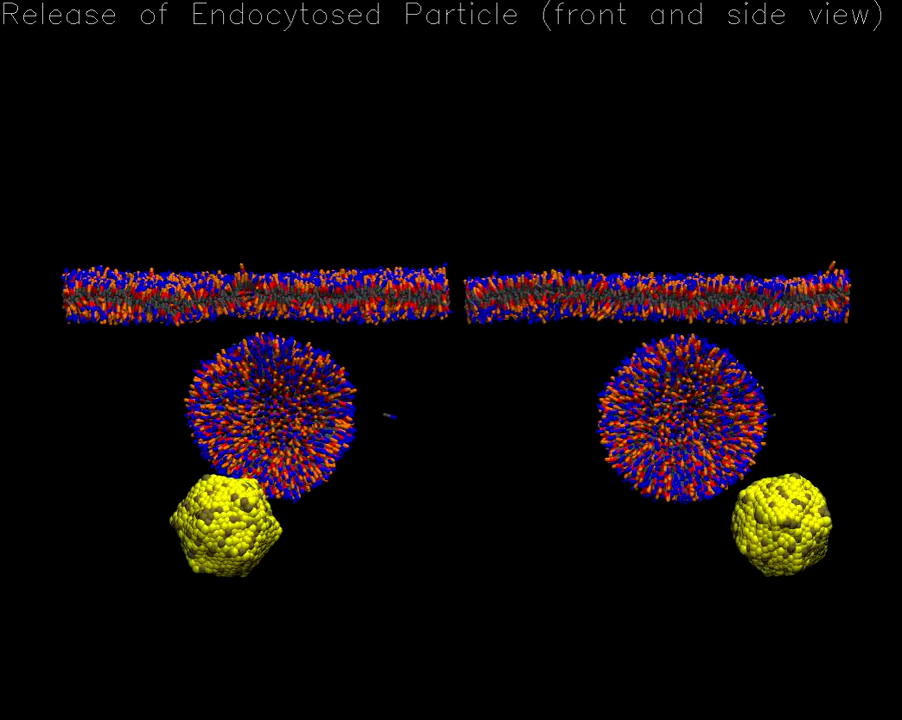 Release of Endocytosed Particle (front and side view)